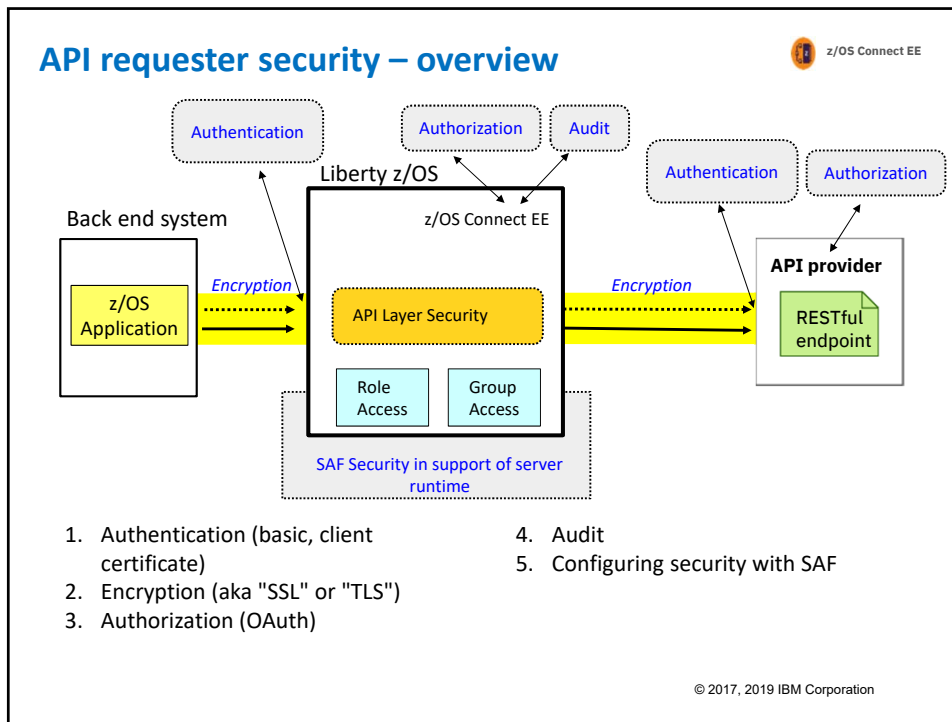 API requester security – overview
z/OS Connect EE
Authentication
Authorization
Audit
Authentication
Authorization
Liberty z/OS
z/OS Connect EE
Back end system
z/OS
Application
Encryption
API Layer Security
Encryption
API provider
RESTful
endpoint
Role
Access
Group
Access
SAF Security in support of server
runtime
1. Authentication (basic, client
certificate)
2. Encryption (aka "SSL" or "TLS")
3. Authorization (OAuth)
4. Audit
5. Configuring security with SAF
© 2017, 2019 IBM Corporation